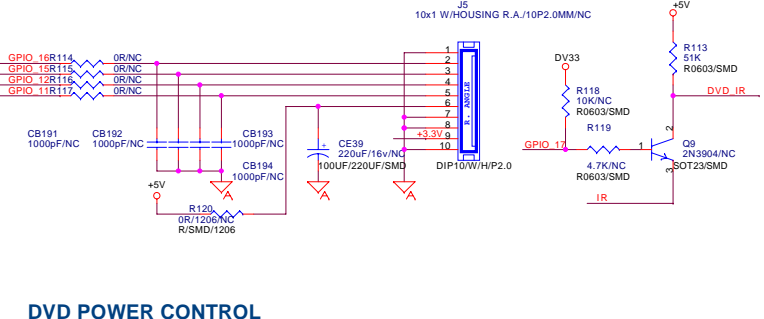 J5
10x1 W/HOUSING R.A./10P2.0MM/NC
+5V
GPIO_16 R114 0R/NC
GPIO_15 R115 0R/NC
GPIO_12 R116 0R/NC
GPIO_11 R117 0R/NC
1
2
3
4
5
6
7
8
+3.3V 9
10
R. ANGLE
DIP10/W/H/P2.0
R113
51K
R0603/SMD
DV33
R118
10K/NC
R0603/SMD
DVD_IR
R119
GPIO_17
4.7K/NC
R0603/SMD
1
2
3
Q9
2N3904/NC
SOT23/SMD
IR
CB191
1000pF/NC
CB192
1000pF/NC
CB193
1000pF/NC
CB194
1000pF/NC
CE39
220uF/16v/NC
100UF/220UF/SMD
+
A
A
A
+5V
R120
0R/1206/NC
R/SMD/1206
DVD POWER CONTROL